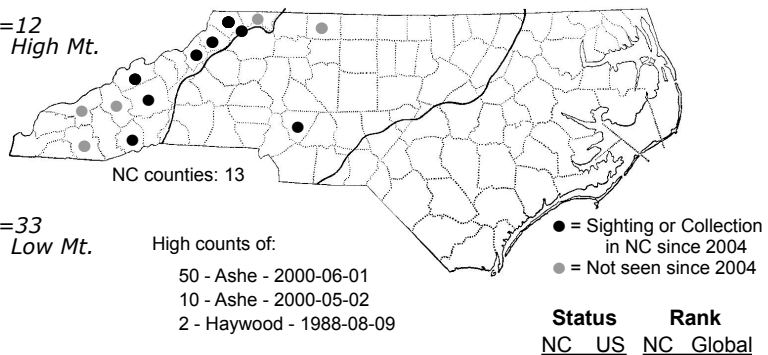 =12
High Mt.
NC counties: 13
=33
Low Mt.
High counts of:
50 - Ashe - 2000-06-01
10 - Ashe - 2000-05-02
2 - Haywood - 1988-08-09
= Sighting or Collection
in NC since 2004
= Not seen since 2004
Status Rank
NC US NC Global